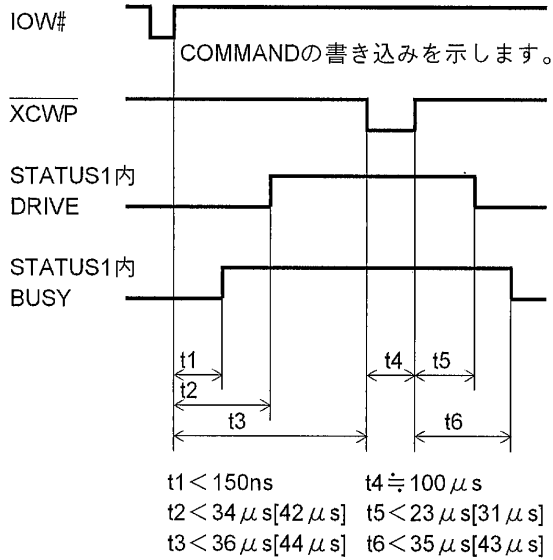 IOW#
COMMANDの書き込みを示します。
XCWP
STATUS1内
DRIVE
STATUS1内
BUSY
t1
t2
t3
t4
t5
t6
t1＜150ns
t4≒100μs
t2＜34μs[42μs]
t5＜23μs[31μs]
t3＜36μs[44μs]
t6＜35μs[43μs]